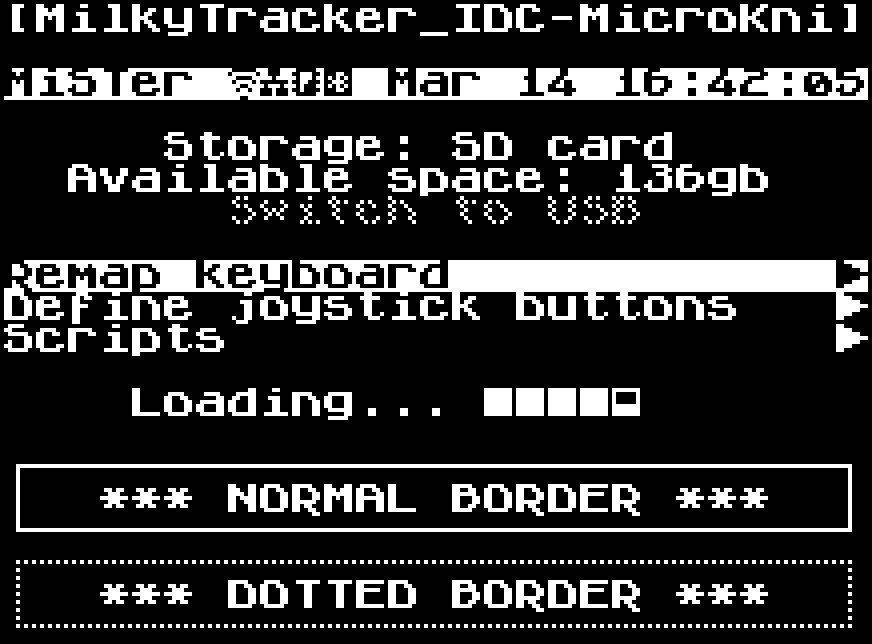 [MilkyTracker_IDC-MicroKni]
MiSTer Mar 14 16:42:05
Storage: SD card
Available space: 136gb
Switch to USB
Remap keyboard
Define joystick buttons
Scripts
Loading...
*** NORMAL BORDER ***
*** DOTTED BORDER ***